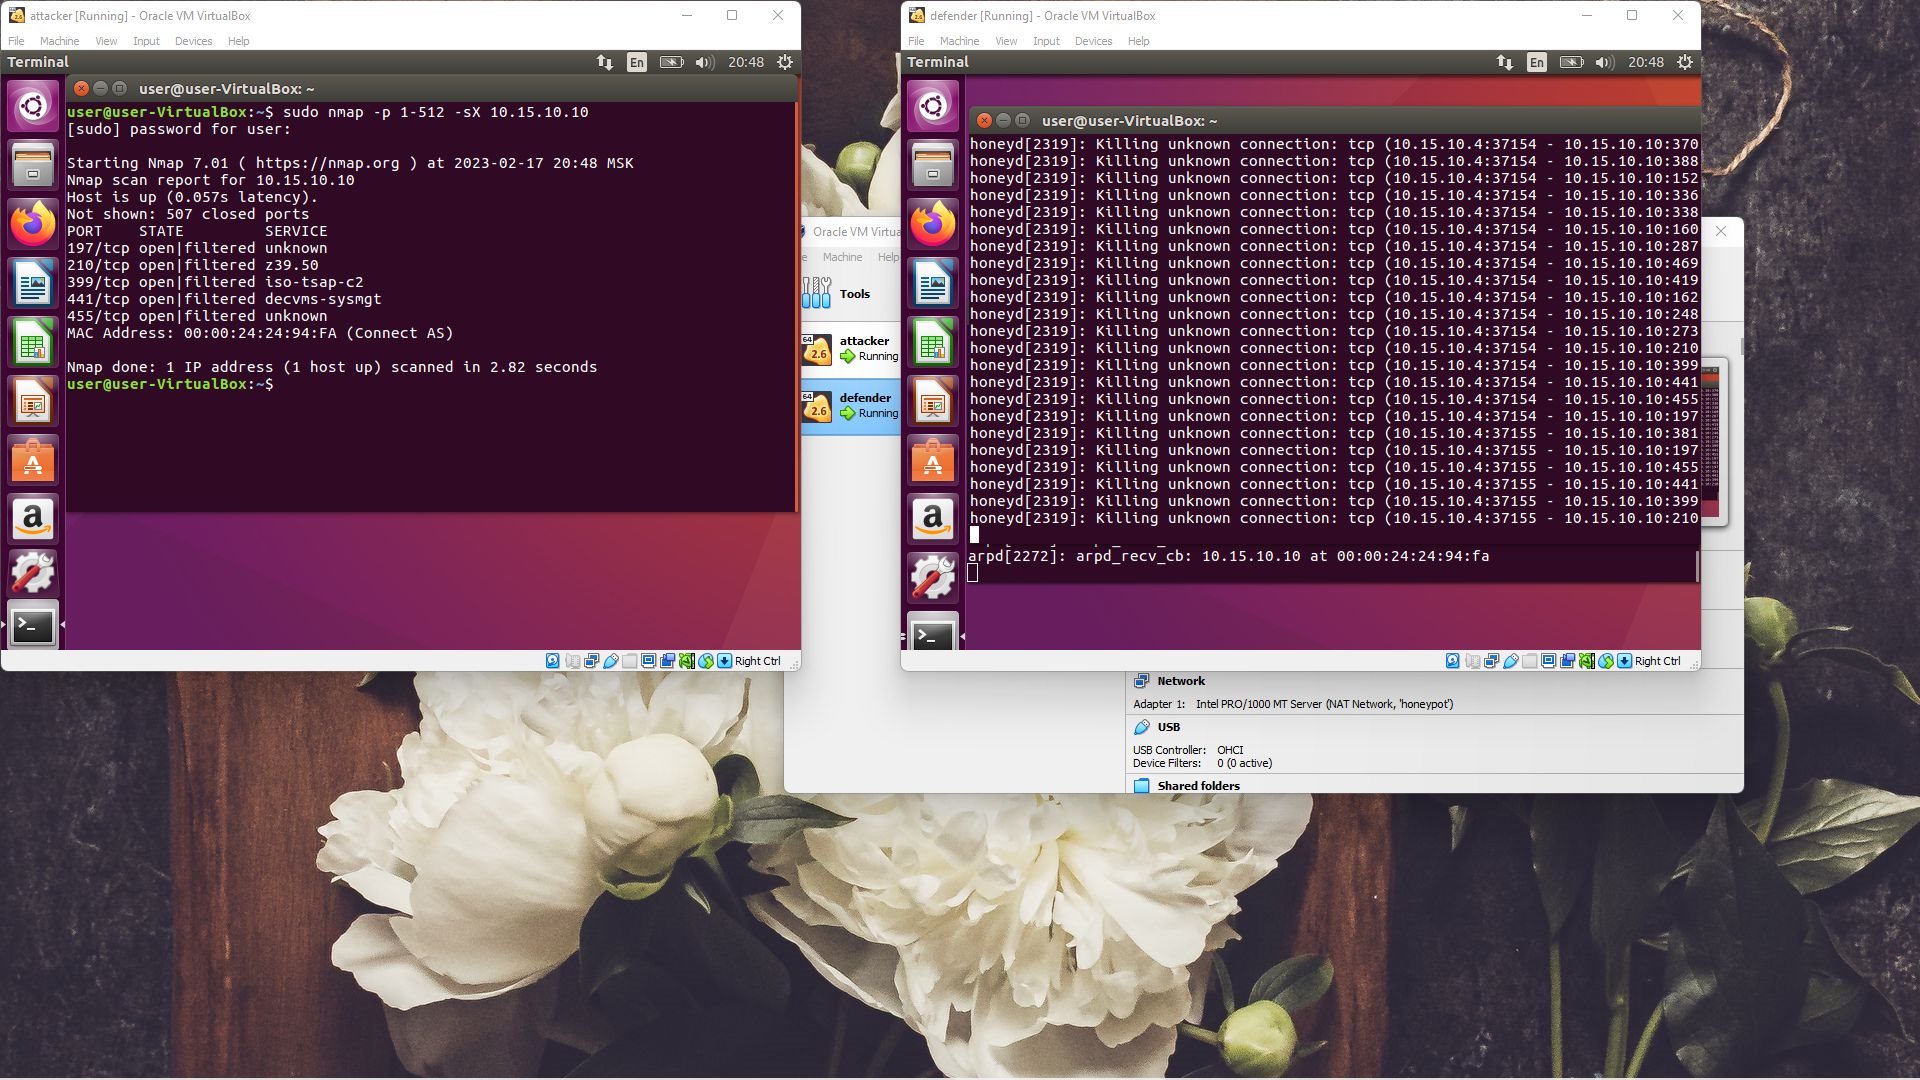 attacker [Running] - Oracle VM VirtualBox
File Machine View Input Devices Help
Terminal
En
20:48
user@user-VirtualBox: ~
user@user-VirtualBox:~$ sudo nmap -p 1-512 -sX 10.15.10.10
[sudo] password for user:
Starting Nmap 7.01 ( https://nmap.org ) at 2023-02-17 20:48 MSK
Nmap scan report for 10.15.10.10
Host is up (0.057s latency).
Not shown: 507 closed ports
PORT    STATE         SERVICE
197/tcp open|filtered unknown
210/tcp open|filtered z39.50
399/tcp open|filtered iso-tsap-c2
441/tcp open|filtered decvms-sysmgt
455/tcp open|filtered unknown
MAC Address: 00:00:24:24:94:FA (Connect AS)
Nmap done: 1 IP address (1 host up) scanned in 2.82 seconds
user@user-VirtualBox:~$
Right Ctrl
Oracle VM Virtua
Machine Help
Tools
64
2.6
attacker
Running
64
2.6
defender
Running
defender [Running] - Oracle VM VirtualBox
File Machine View Input Devices Help
Terminal
En
20:48
user@user-VirtualBox: ~
honeyd[2319]: Killing unknown connection: tcp (10.15.10.4:37154 - 10.15.10.10:370
honeyd[2319]: Killing unknown connection: tcp (10.15.10.4:37154 - 10.15.10.10:388
honeyd[2319]: Killing unknown connection: tcp (10.15.10.4:37154 - 10.15.10.10:152
honeyd[2319]: Killing unknown connection: tcp (10.15.10.4:37154 - 10.15.10.10:336
honeyd[2319]: Killing unknown connection: tcp (10.15.10.4:37154 - 10.15.10.10:338
honeyd[2319]: Killing unknown connection: tcp (10.15.10.4:37154 - 10.15.10.10:160
honeyd[2319]: Killing unknown connection: tcp (10.15.10.4:37154 - 10.15.10.10:287
honeyd[2319]: Killing unknown connection: tcp (10.15.10.4:37154 - 10.15.10.10:469
honeyd[2319]: Killing unknown connection: tcp (10.15.10.4:37154 - 10.15.10.10:419
honeyd[2319]: Killing unknown connection: tcp (10.15.10.4:37154 - 10.15.10.10:162
honeyd[2319]: Killing unknown connection: tcp (10.15.10.4:37154 - 10.15.10.10:248
honeyd[2319]: Killing unknown connection: tcp (10.15.10.4:37154 - 10.15.10.10:273
honeyd[2319]: Killing unknown connection: tcp (10.15.10.4:37154 - 10.15.10.10:210
honeyd[2319]: Killing unknown connection: tcp (10.15.10.4:37154 - 10.15.10.10:399
honeyd[2319]: Killing unknown connection: tcp (10.15.10.4:37154 - 10.15.10.10:441
honeyd[2319]: Killing unknown connection: tcp (10.15.10.4:37154 - 10.15.10.10:455
honeyd[2319]: Killing unknown connection: tcp (10.15.10.4:37154 - 10.15.10.10:197
honeyd[2319]: Killing unknown connection: tcp (10.15.10.4:37155 - 10.15.10.10:381
honeyd[2319]: Killing unknown connection: tcp (10.15.10.4:37155 - 10.15.10.10:197
honeyd[2319]: Killing unknown connection: tcp (10.15.10.4:37155 - 10.15.10.10:455
honeyd[2319]: Killing unknown connection: tcp (10.15.10.4:37155 - 10.15.10.10:441
honeyd[2319]: Killing unknown connection: tcp (10.15.10.4:37155 - 10.15.10.10:399
honeyd[2319]: Killing unknown connection: tcp (10.15.10.4:37155 - 10.15.10.10:210
arpd[2272]: arpd_recv_cb: 10.15.10.10 at 00:00:24:24:94:fa
Right Ctrl
Network
Adapter 1: Intel PRO/1000 MT Server (NAT Network, 'honeypot')
USB
USB Controller: OHCI
Device Filters: 0 (0 active)
Shared folders